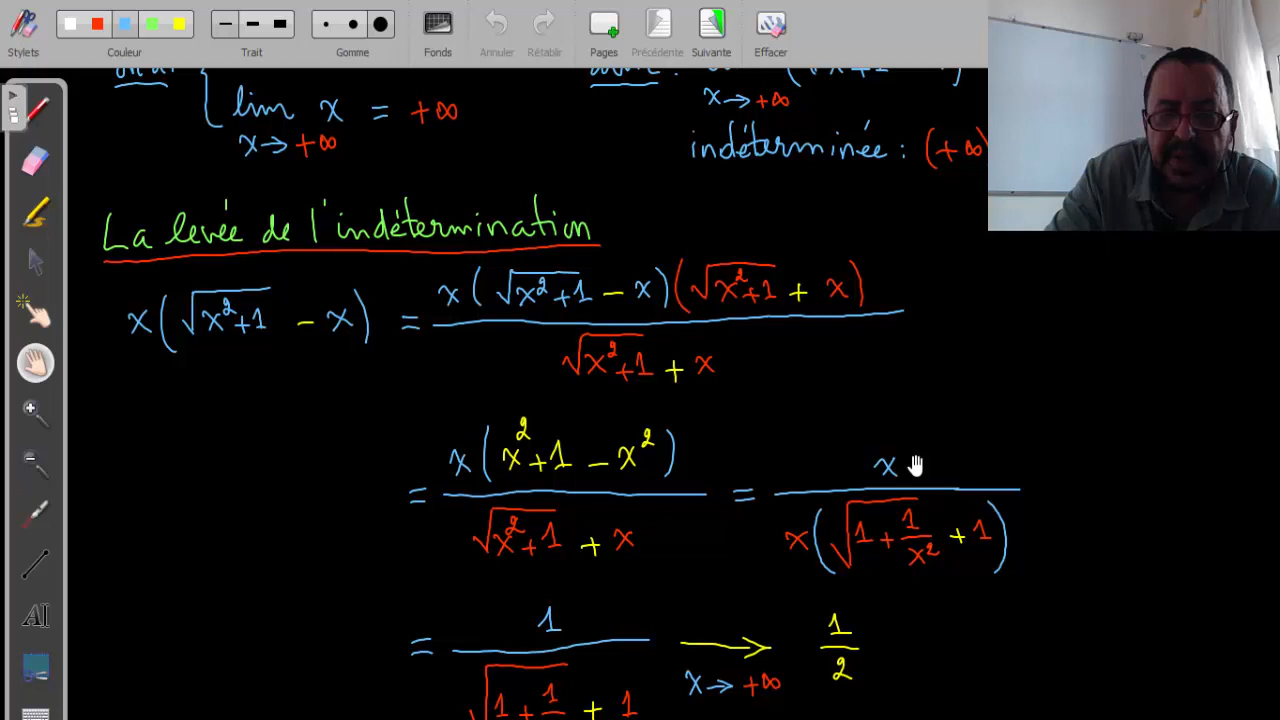 Stylets Couleur Trait Gomme Fonds Annuler Rétablir Pages Précédente Suivante Effacer
lim x = +∞
x→+∞
x→+∞
indéterminée : (+∞)
La levée de l'indétermination
x(√(x²+1) − x) = x(√(x²+1) − x)(√(x²+1) + x) / (√(x²+1) + x)
= x(x²+1 − x²) / (√(x²+1) + x) = x / (x(√(1 + 1/x²) + 1))
= 1 / (√(1 + 1/ + 1) → 1/2
x→+∞